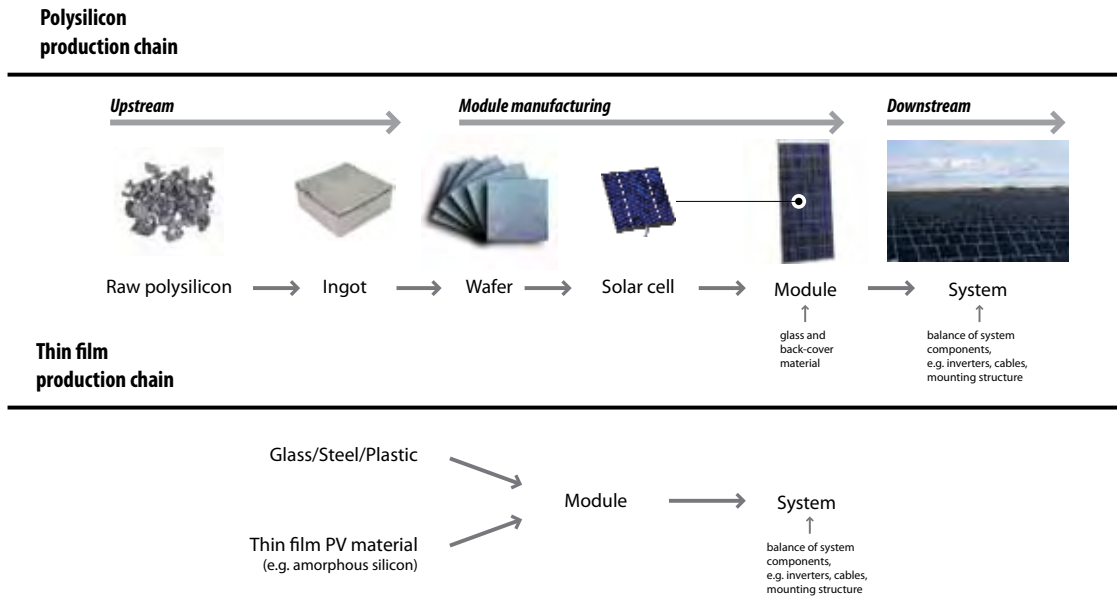 Polysilicon
production chain
Upstream
Module manufacturing
Downstream
Raw polysilicon
Ingot
Wafer
Solar cell
Module
System
glass and
back-cover
material
balance of system
components,
e.g. inverters, cables,
mounting structure
Thin film
production chain
Glass/Steel/Plastic
Thin film PV material
(e.g. amorphous silicon)
Module
System
balance of system
components,
e.g. inverters, cables,
mounting structure